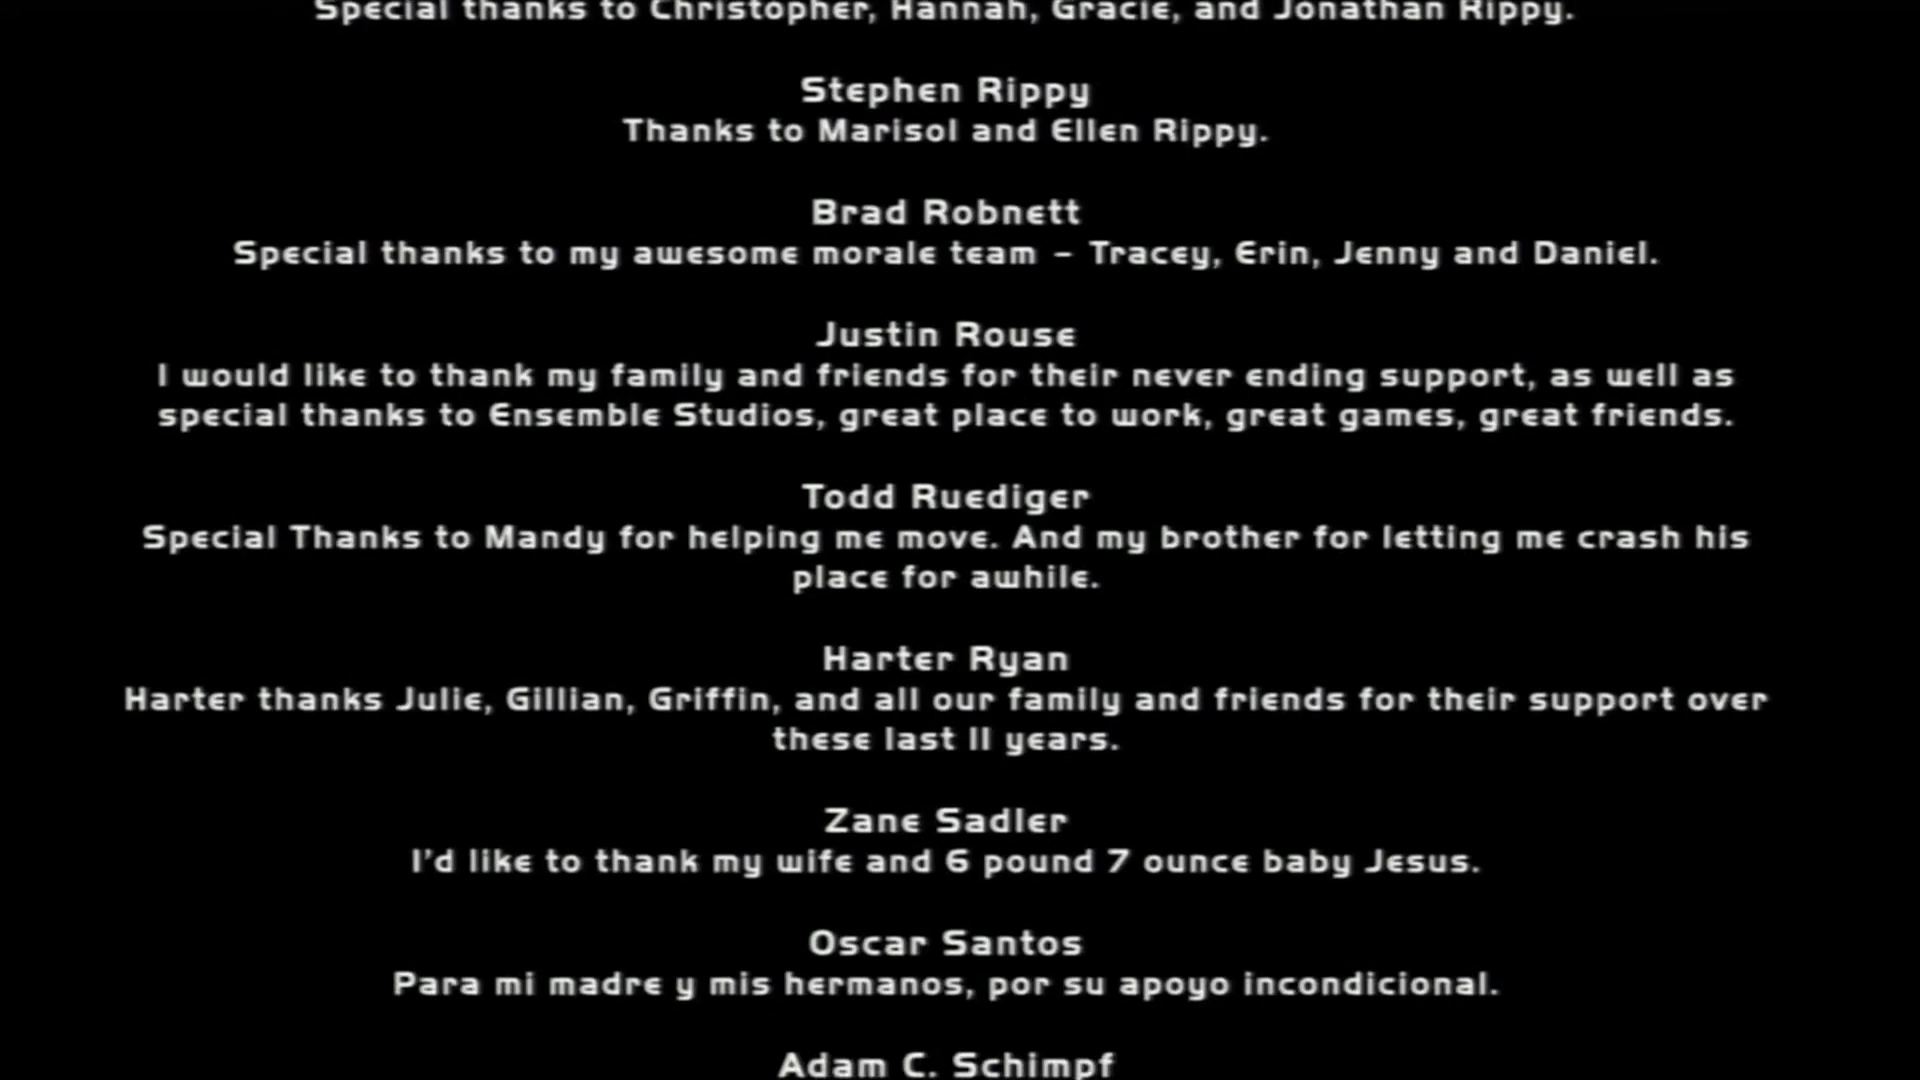 Special thanks to Christopher, Hannah, Gracie, and Jonathan Rippy.
Stephen Rippy
Thanks to Marisol and Ellen Rippy.
Brad Robnett
Special thanks to my awesome morale team - Tracey, Erin, Jenny and Daniel.
Justin Rouse
I would like to thank my family and friends for their never ending support, as well as
special thanks to Ensemble Studios, great place to work, great games, great friends.
Todd Ruediger
Special Thanks to Mandy for helping me move. And my brother for letting me crash his
place for awhile.
Harter Ryan
Harter thanks Julie, Gillian, Griffin, and all our family and friends for their support over
these last 11 years.
Zane Sadler
I'd like to thank my wife and 6 pound 7 ounce baby Jesus.
Oscar Santos
Para mi madre y mis hermanos, por su apoyo incondicional.
Adam C. Schimpf